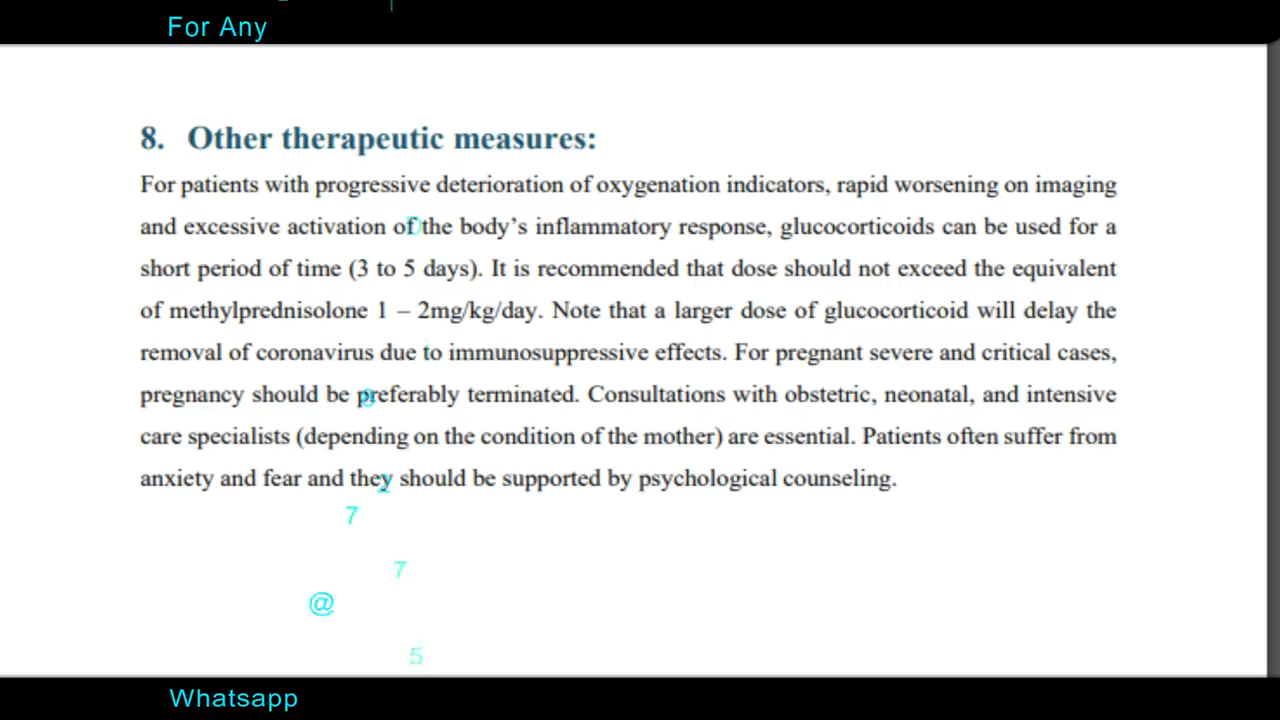 For Any
8. Other therapeutic measures:
For patients with progressive deterioration of oxygenation indicators, rapid worsening on imaging
and excessive activation of the body's inflammatory response, glucocorticoids can be used for a
short period of time (3 to 5 days). It is recommended that dose should not exceed the equivalent
of methylprednisolone 1 – 2mg/kg/day. Note that a larger dose of glucocorticoid will delay the
removal of coronavirus due to immunosuppressive effects. For pregnant severe and critical cases,
pregnancy should be preferably terminated. Consultations with obstetric, neonatal, and intensive
care specialists (depending on the condition of the mother) are essential. Patients often suffer from
anxiety and fear and they should be supported by psychological counseling.
2
7
7
@
5
Whatsapp